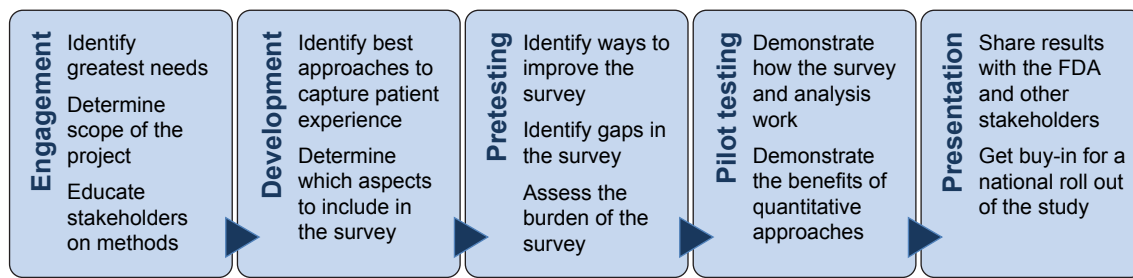 Engagement
Identify
greatest needs
Determine
scope of the
project
Educate
stakeholders
on methods
Development
Identify best
approaches to
capture patient
experience
Determine
which aspects
to include in
the survey
Pretesting
Identify ways to
improve the
survey
Identify gaps in
the survey
Assess the
burden of the
survey
Pilot testing
Demonstrate
how the survey
and analysis
work
Demonstrate
the benefits of
quantitative
approaches
Presentation
Share results
with the FDA
and other
stakeholders
Get buy-in for a
national roll out
of the study